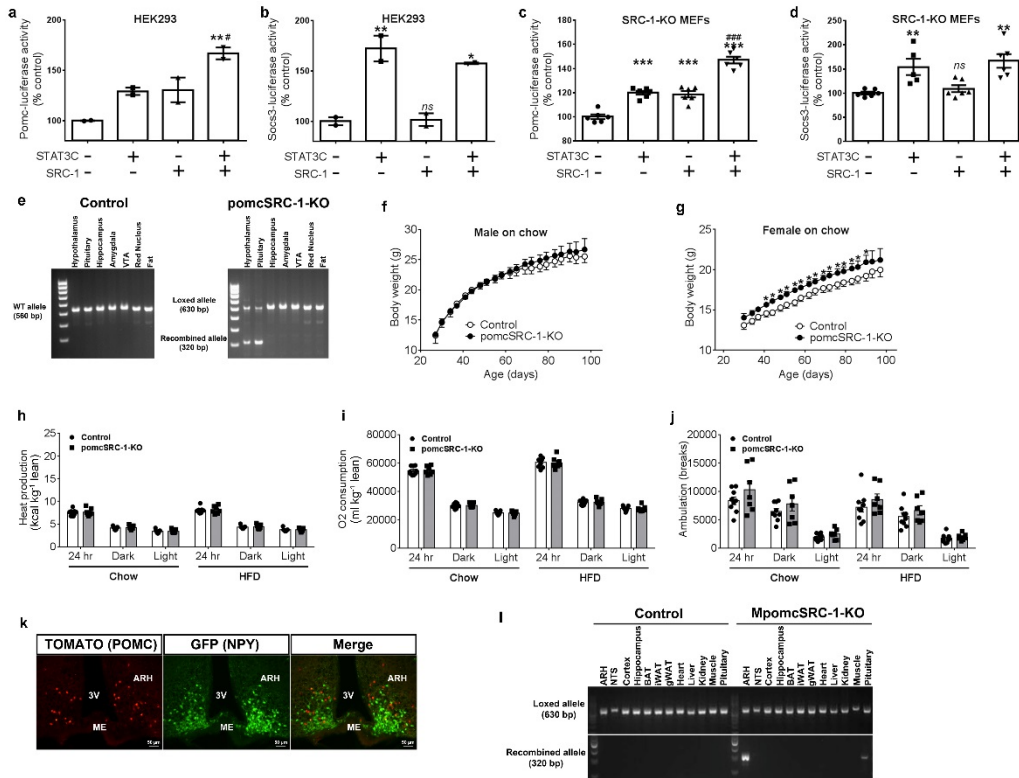 a
HEK293
Pomc-luciferase activity
(% control)
200
150
100
**#
STAT3C
- + - +
SRC-1
- - + +
b
HEK293
Socs3-luciferase activity
(% control)
200
150
100
**
ns
*
STAT3C
- + - +
SRC-1
- - + +
c
SRC-1-KO MEFs
Pomc-luciferase activity
(% control)
180
160
140
120
100
80
***
***
###
***
STAT3C
- + - +
SRC-1
- - + +
d
SRC-1-KO MEFs
Socs3-luciferase activity
(% control)
250
200
150
100
50
0
**
ns
**
STAT3C
- + - +
SRC-1
- - + +
e
Control
pomcSRC-1-KO
Hypothalamus
Pituitary
Hippocampus
Amygdala
VTA
Red Nucleus
Fat
Hypothalamus
Pituitary
Hippocampus
Amygdala
VTA
Red Nucleus
Fat
WT allele
(560 bp)
Loxed allele
(630 bp)
Recombined allele
(320 bp)
f
Male on chow
Body weight (g)
30
25
20
15
10
Control
pomcSRC-1-KO
20 40 60 80 100
Age (days)
g
Female on chow
Body weight (g)
25
20
15
10
Control
pomcSRC-1-KO
20 40 60 80 100
Age (days)
h
Control
pomcSRC-1-KO
Heat production
(kcal kg-1 lean)
25
20
15
10
5
0
24 hr Dark Light 24 hr Dark Light
Chow HFD
i
Control
pomcSRC-1-KO
O2 consumption
(ml kg-1 lean)
80000
60000
40000
20000
0
24 hr Dark Light 24 hr Dark Light
Chow HFD
j
Control
pomcSRC-1-KO
Ambulation (breaks)
20000
15000
10000
5000
0
24 hr Dark Light 24 hr Dark Light
Chow HFD
k
TOMATO (POMC)
GFP (NPY)
Merge
ARH
3V
ME
50 μm
ARH
3V
ME
50 μm
ARH
3V
ME
50 μm
l
Control
MpomcSRC-1-KO
ARH
NTS
Cortex
Hippocampus
BAT
iWAT
gWAT
Heart
Liver
Kidney
Muscle
Pituitary
ARH
NTS
Cortex
Hippocampus
BAT
iWAT
gWAT
Heart
Liver
Kidney
Muscle
Pituitary
Loxed allele
(630 bp)
Recombined allele
(320 bp)